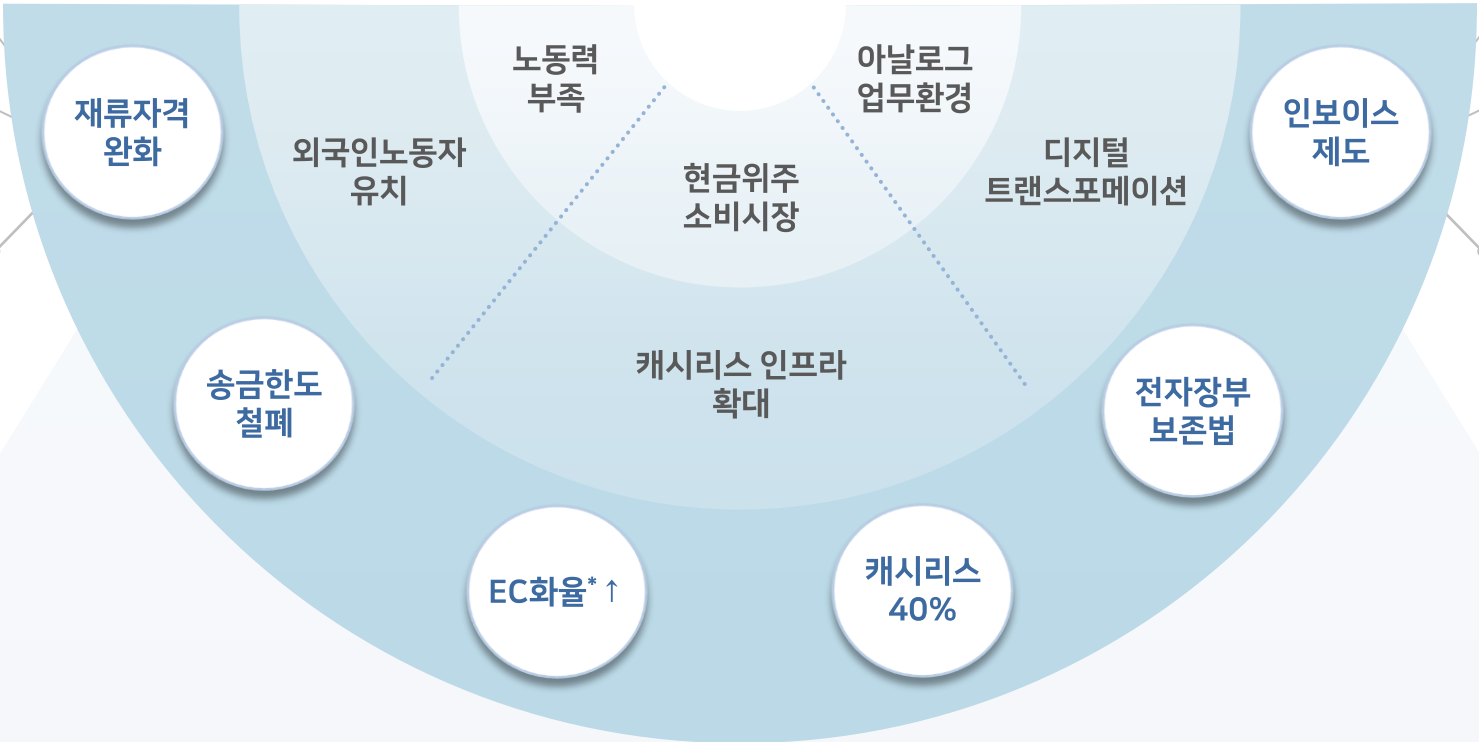 노동력
부족
아날로그
업무환경
재류자격
완화
인보이스
제도
외국인노동자
유치
디지털
트랜스포메이션
현금위주
소비시장
캐시리스 인프라
확대
송금한도
철폐
전자장부
보존법
EC화율* ↑
캐시리스
40%